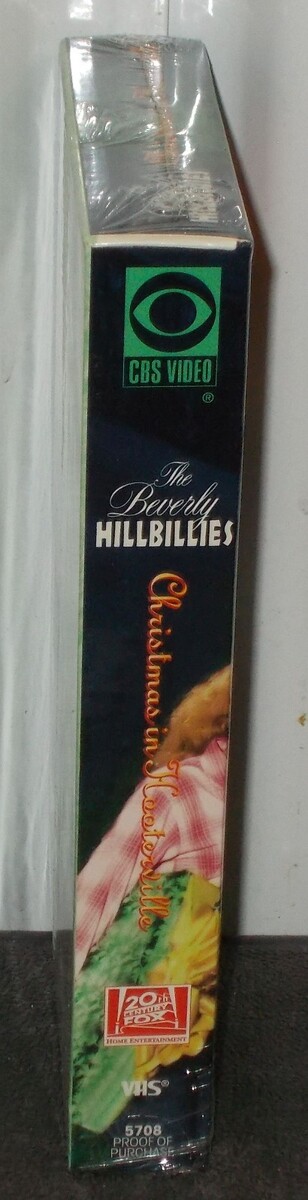 CBS VIDEO
®
The
Beverly
HILLBILLIES
Christmas in Hooterville
20th
CENTURY
FOX
HOME ENTERTAINMENT
VHS®
5708
PROOF OF
PURCHASE